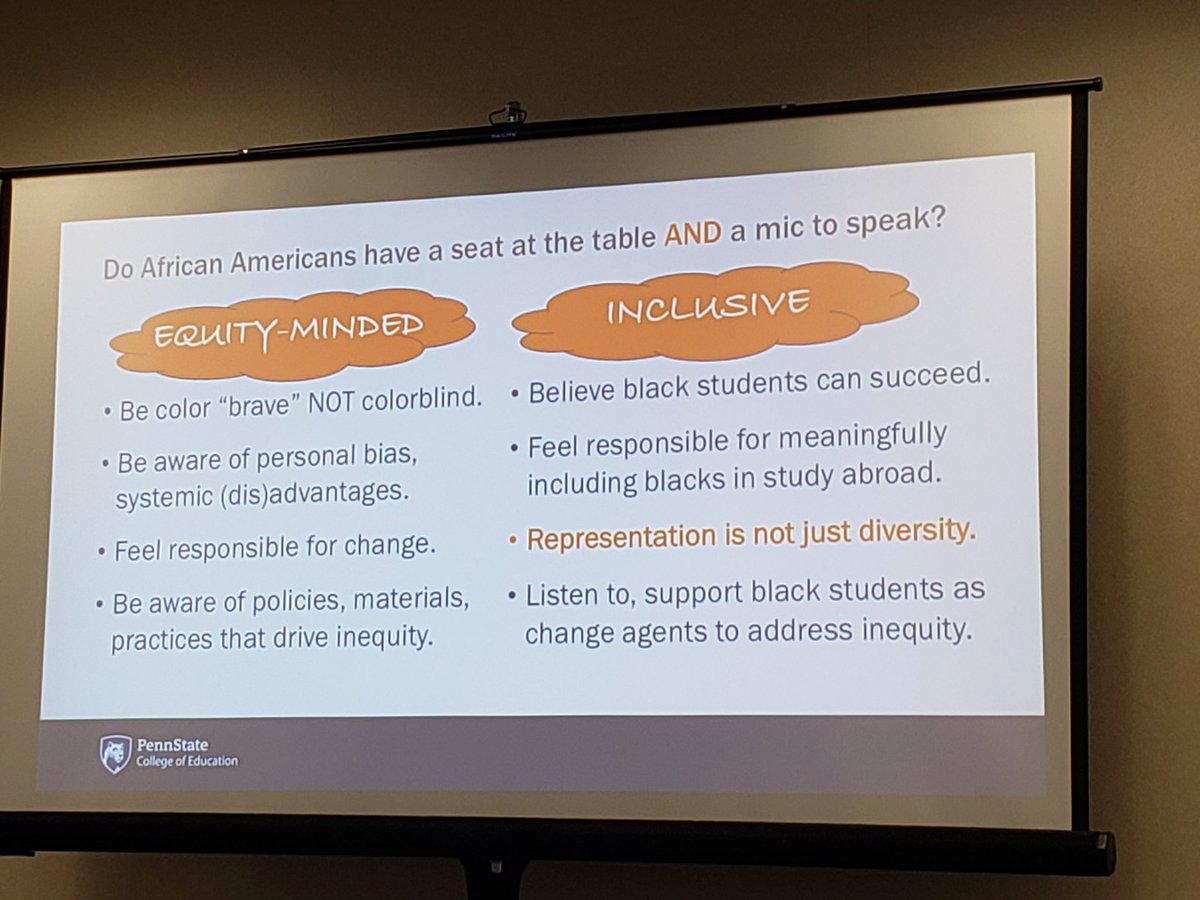 Do African Americans have a seat at the table AND a mic to speak?
EQUITY-MINDED
• Be color “brave” NOT colorblind.
• Be aware of personal bias,
systemic (dis)advantages.
• Feel responsible for change.
• Be aware of policies, materials,
practices that drive inequity.
INCLUSIVE
• Believe black students can succeed.
• Feel responsible for meaningfully
including blacks in study abroad.
• Representation is not just diversity.
• Listen to, support black students as
change agents to address inequity.
PennState
College of Education